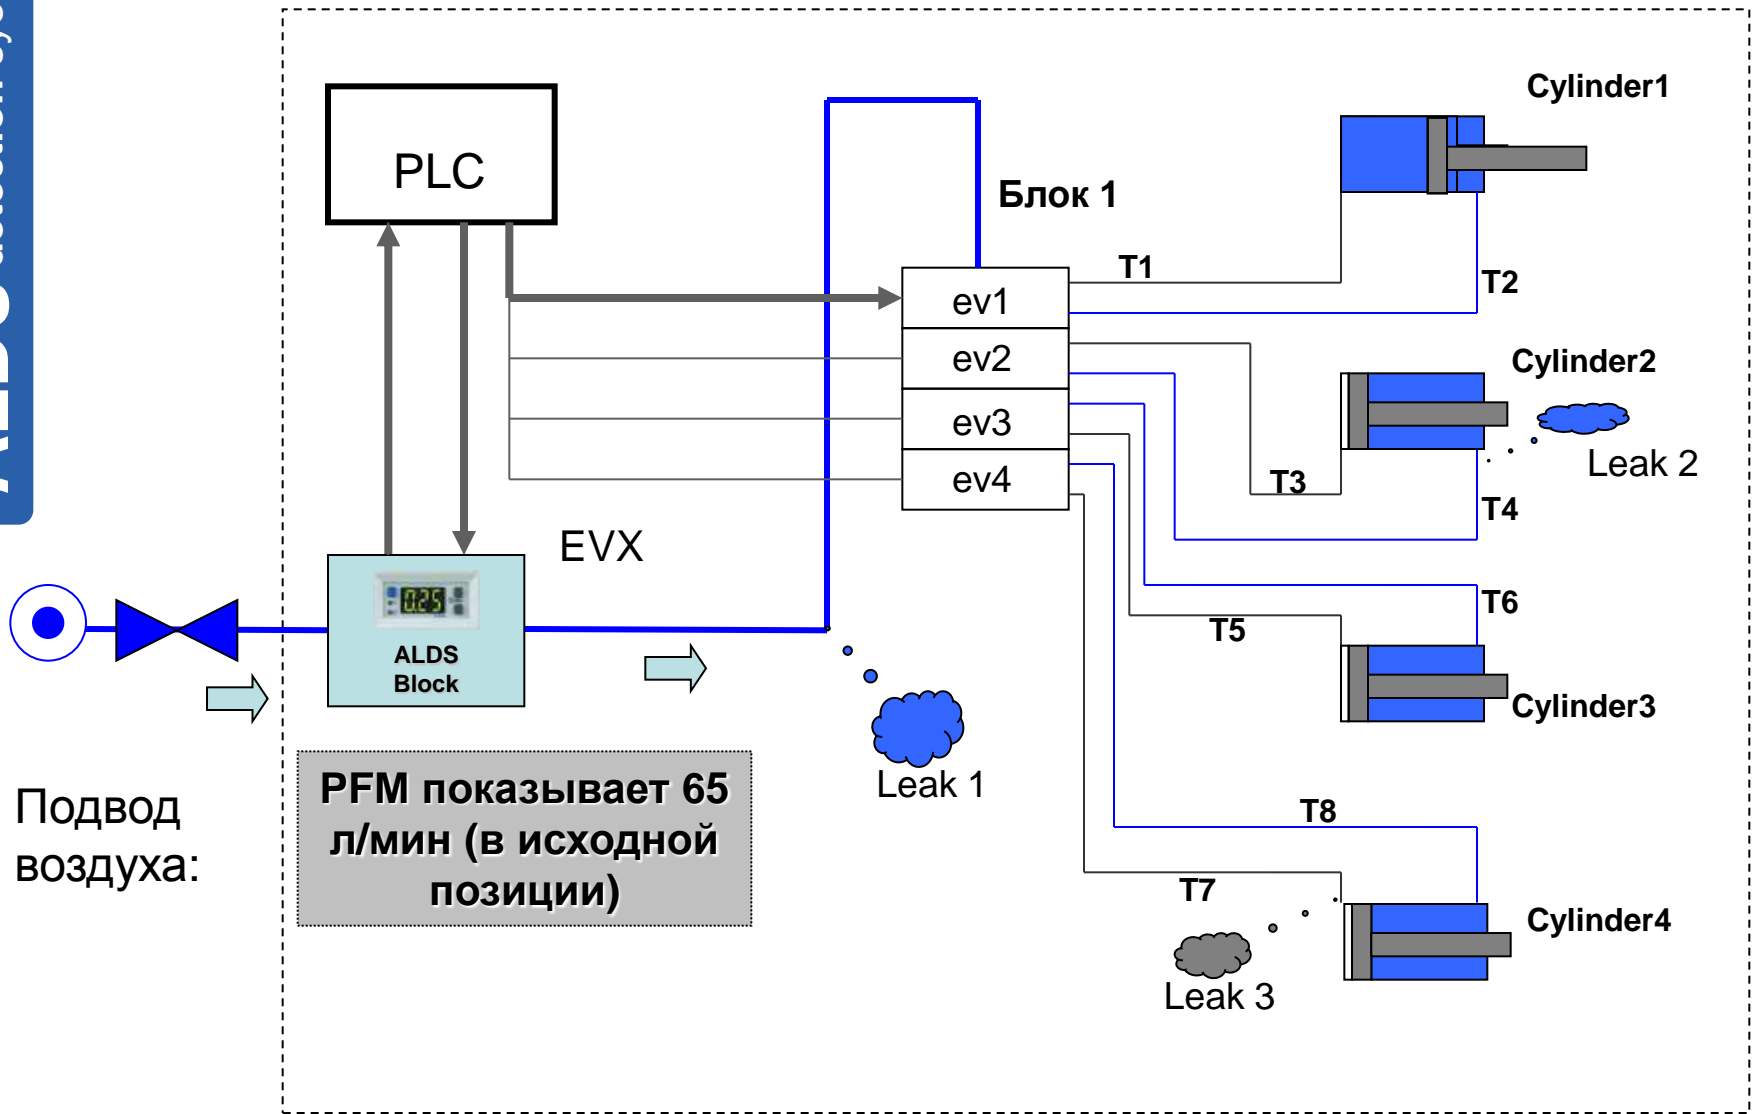 PLC
Блок 1
Cylinder1
T1
T2
ev1
ev2
ev3
ev4
Cylinder2
Leak 2
T3
T4
EVX
T5
T6
ALDS
Block
Cylinder3
Leak 1
PFM показывает 65
л/мин (в исходной
позиции)
Подвод
воздуха:
T8
T7
Leak 3
Cylinder4